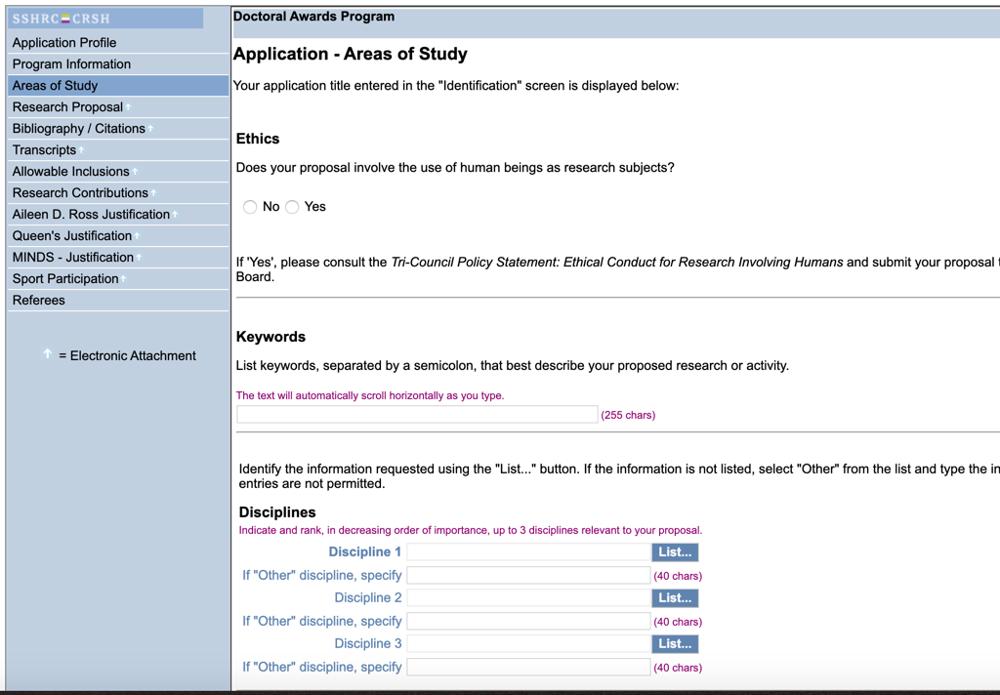 SSHRC CRSH
Application Profile
Program Information
Areas of Study
Research Proposal
Bibliography / Citations
Transcripts
Allowable Inclusions
Research Contributions
Aileen D. Ross Justification
Queen's Justification
MINDS - Justification
Sport Participation
Referees
= Electronic Attachment
Doctoral Awards Program
Application - Areas of Study
Your application title entered in the "Identification" screen is displayed below:
Ethics
Does your proposal involve the use of human beings as research subjects?
No Yes
If 'Yes', please consult the Tri-Council Policy Statement: Ethical Conduct for Research Involving Humans and submit your proposal
Board.
Keywords
List keywords, separated by a semicolon, that best describe your proposed research or activity.
The text will automatically scroll horizontally as you type.
(255 chars)
Identify the information requested using the "List..." button. If the information is not listed, select "Other" from the list and type the in
entries are not permitted.
Disciplines
Indicate and rank, in decreasing order of importance, up to 3 disciplines relevant to your proposal.
Discipline 1 List...
If "Other" discipline, specify (40 chars)
Discipline 2 List...
If "Other" discipline, specify (40 chars)
Discipline 3 List...
If "Other" discipline, specify (40 chars)